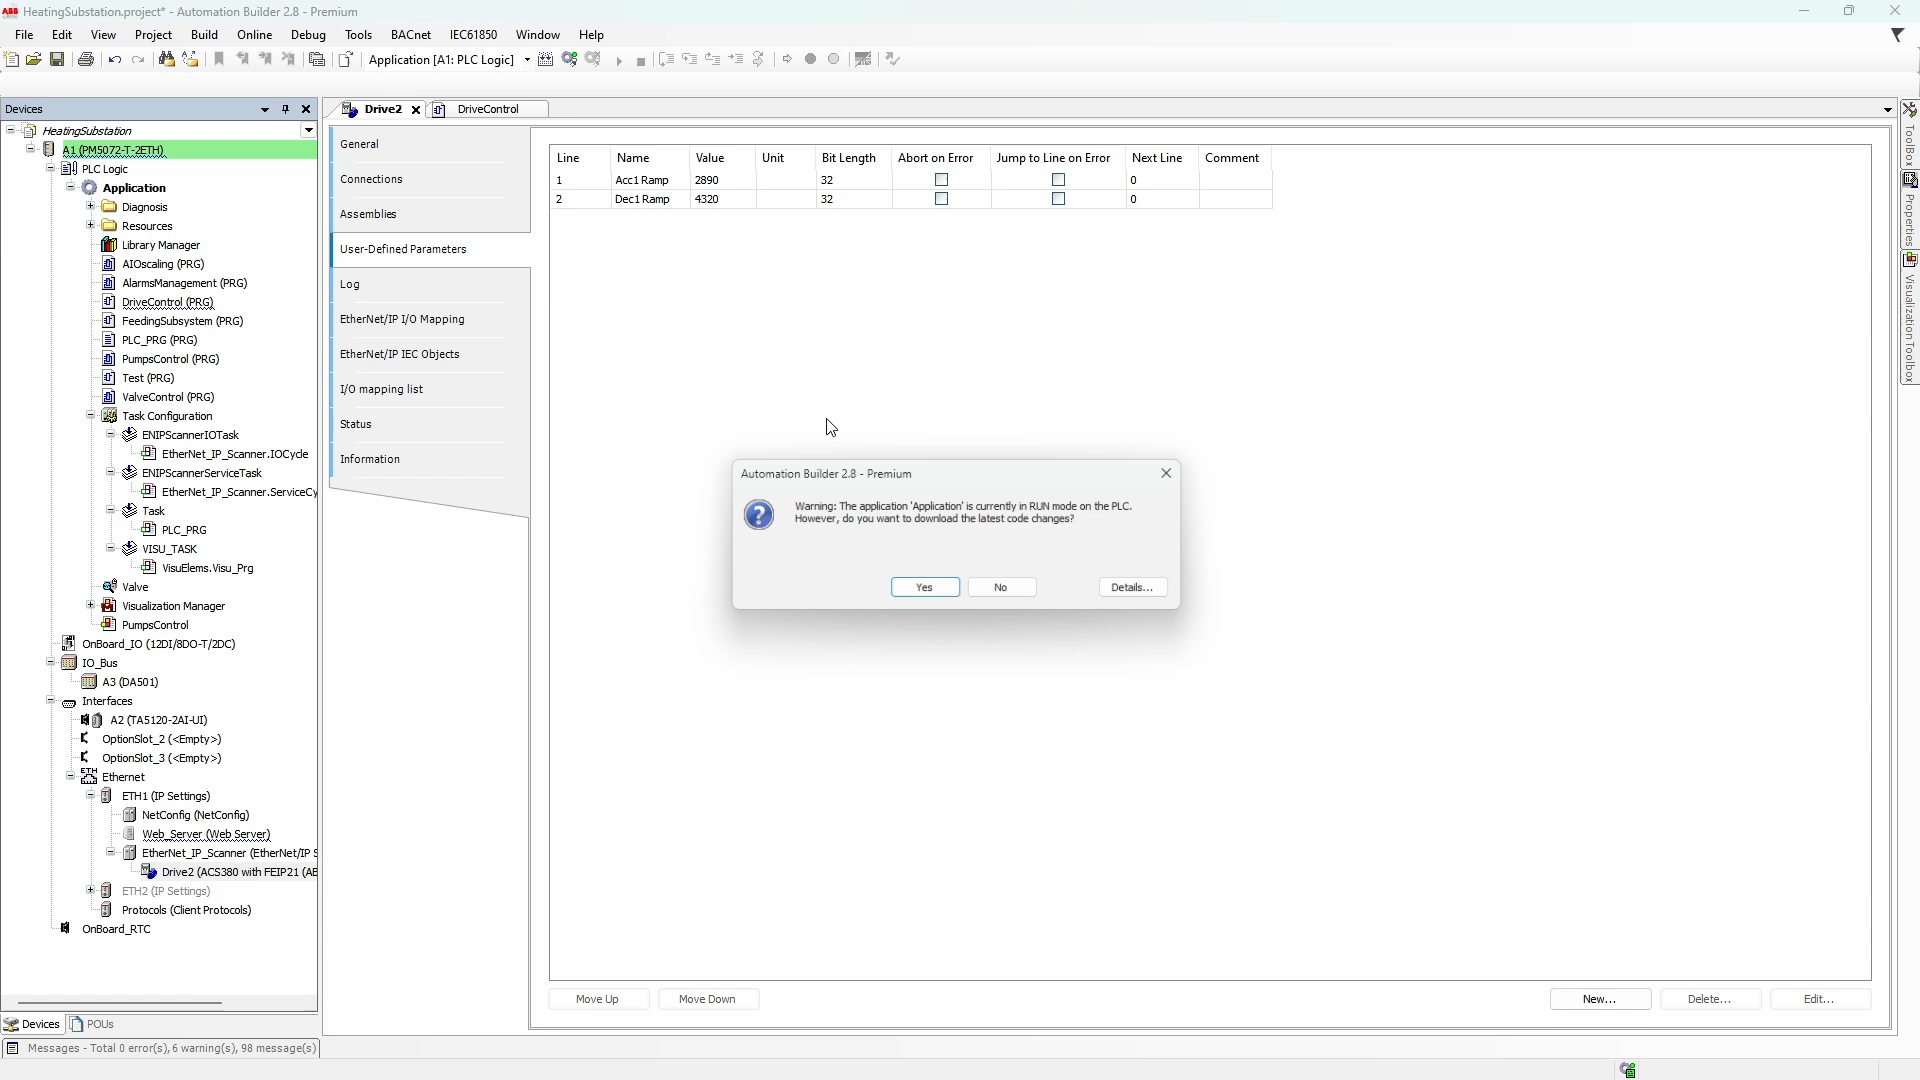 ABB HeatingSubstation.project* - Automation Builder 2.8 - Premium
File Edit View Project Build Online Debug Tools BACnet IEC61850 Window Help
Application [A1: PLC Logic]
Devices
HeatingSubstation
A1 (PM5072-T-2ETH)
PLC Logic
Application
Diagnosis
Resources
Library Manager
AIOscaling (PRG)
AlarmsManagement (PRG)
DriveControl (PRG)
FeedingSubsystem (PRG)
PLC_PRG (PRG)
PumpsControl (PRG)
Test (PRG)
ValveControl (PRG)
Task Configuration
ENIPScannerIOTask
EtherNet_IP_Scanner.IOCycle
ENIPScannerServiceTask
EtherNet_IP_Scanner.ServiceCy
Task
PLC_PRG
VISU_TASK
VisuElems.Visu_Prg
Valve
Visualization Manager
PumpsControl
OnBoard_IO (12DI/8DO-T/2DC)
IO_Bus
A3 (DA501)
Interfaces
A2 (TA5120-2AI-UI)
OptionSlot_2 (<Empty>)
OptionSlot_3 (<Empty>)
Ethernet
ETH1 (IP Settings)
NetConfig (NetConfig)
Web_Server (Web Server)
EtherNet_IP_Scanner (EtherNet/IP S
Drive2 (ACS380 with FEIP21 (AB
ETH2 (IP Settings)
Protocols (Client Protocols)
OnBoard_RTC
Devices POUs
Messages - Total 0 error(s), 6 warning(s), 98 message(s)
Drive2 DriveControl
General
Connections
Assemblies
User-Defined Parameters
Log
EtherNet/IP I/O Mapping
EtherNet/IP IEC Objects
I/O mapping list
Status
Information
Line Name Value Unit Bit Length Abort on Error Jump to Line on Error Next Line Comment
1 Acc1 Ramp 2890 32 0
2 Dec1 Ramp 4320 32 0
Automation Builder 2.8 - Premium
Warning: The application 'Application' is currently in RUN mode on the PLC.
However, do you want to download the latest code changes?
Yes No Details...
Move Up Move Down New... Delete... Edit...
ToolBox
Properties
Visualization Toolbox